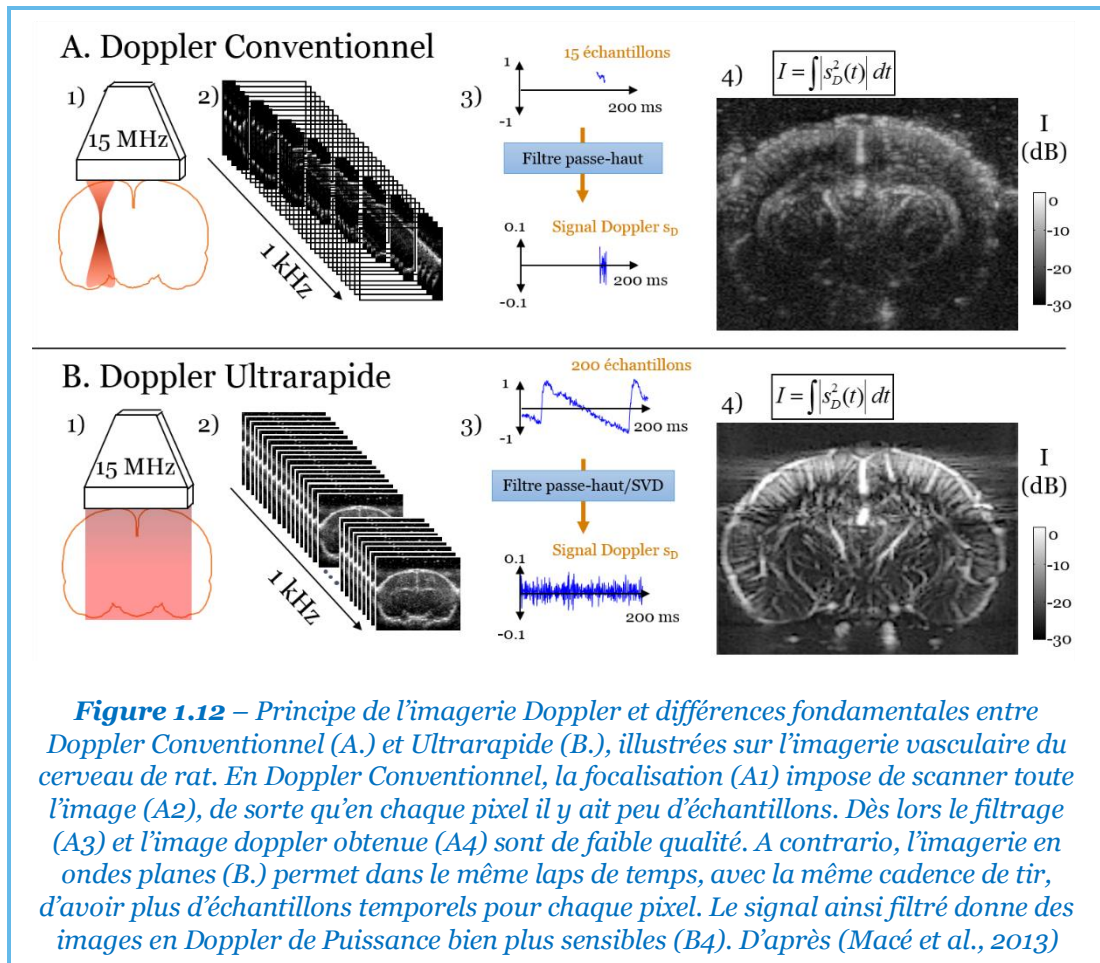 A. Doppler Conventionnel
1)
15 MHz
2)
1 kHz
3)
15 échantillons
1
200 ms
-1
Filtre passe-haut
Signal Doppler s_D
0.1
200 ms
-0.1
4)
I = ∫|s_D²(t)| dt
I
(dB)
0
-10
-20
-30
B. Doppler Ultrarapide
1)
15 MHz
2)
1 kHz
3)
200 échantillons
1
200 ms
-1
Filtre passe-haut/SVD
Signal Doppler s_D
0.1
200 ms
-0.1
4)
I = ∫|s_D²(t)| dt
I
(dB)
0
-10
-20
-30
Figure 1.12 – Principe de l’imagerie Doppler et différences fondamentales entre
Doppler Conventionnel (A.) et Ultrarapide (B.), illustrées sur l’imagerie vasculaire du
cerveau de rat. En Doppler Conventionnel, la focalisation (A1) impose de scanner toute
l’image (A2), de sorte qu’en chaque pixel il y ait peu d’échantillons. Dès lors le filtrage
(A3) et l’image doppler obtenue (A4) sont de faible qualité. A contrario, l’imagerie en
ondes planes (B.) permet dans le même laps de temps, avec la même cadence de tir,
d’avoir plus d’échantillons temporels pour chaque pixel. Le signal ainsi filtré donne des
images en Doppler de Puissance bien plus sensibles (B4). D’après (Macé et al., 2013)